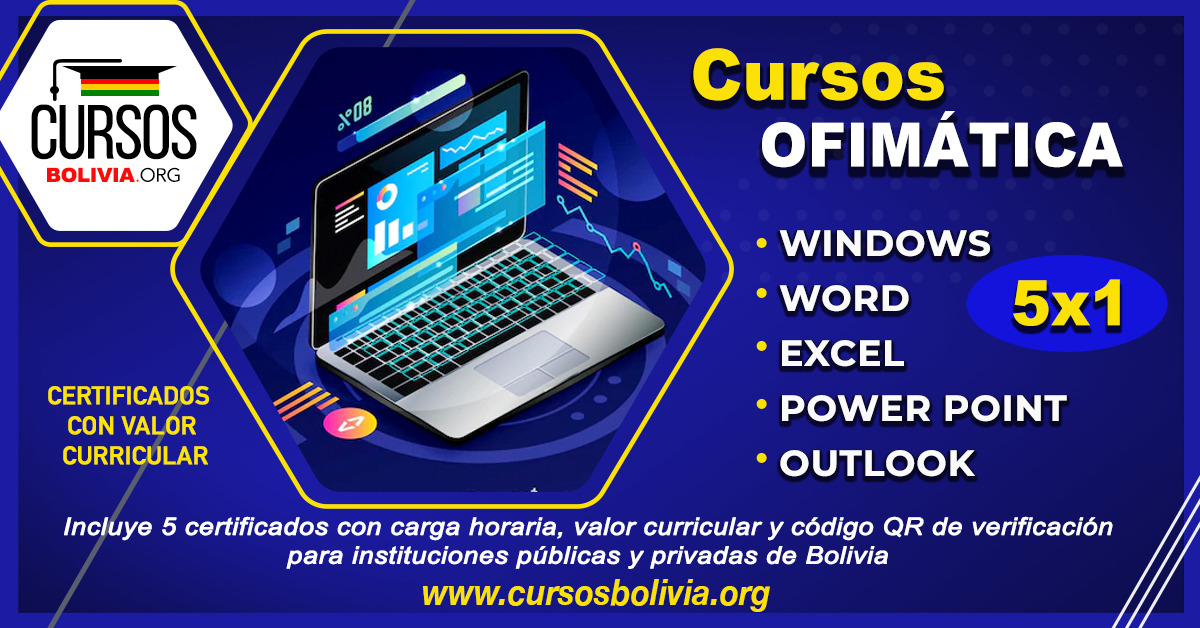 CURSOS
BOLIVIA.ORG
%08
Cursos
OFIMÁTICA
• WINDOWS
• WORD
• EXCEL
• POWER POINT
• OUTLOOK
5x1
CERTIFICADOS
CON VALOR
CURRICULAR
Incluye 5 certificados con carga horaria, valor curricular y código QR de verificación
para instituciones públicas y privadas de Bolivia
www.cursosbolivia.org